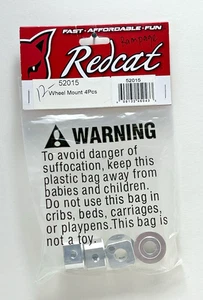 FAST • AFFORDABLE • FUN
Redcat
52015
52015
Wheel Mount 4Pcs
WARNING
To avoid danger of
suffocation, keep this
plastic bag away from
babies and children.
Do not use this bag in
cribs, beds, carriages,
or playpens. This bag is
not a toy.